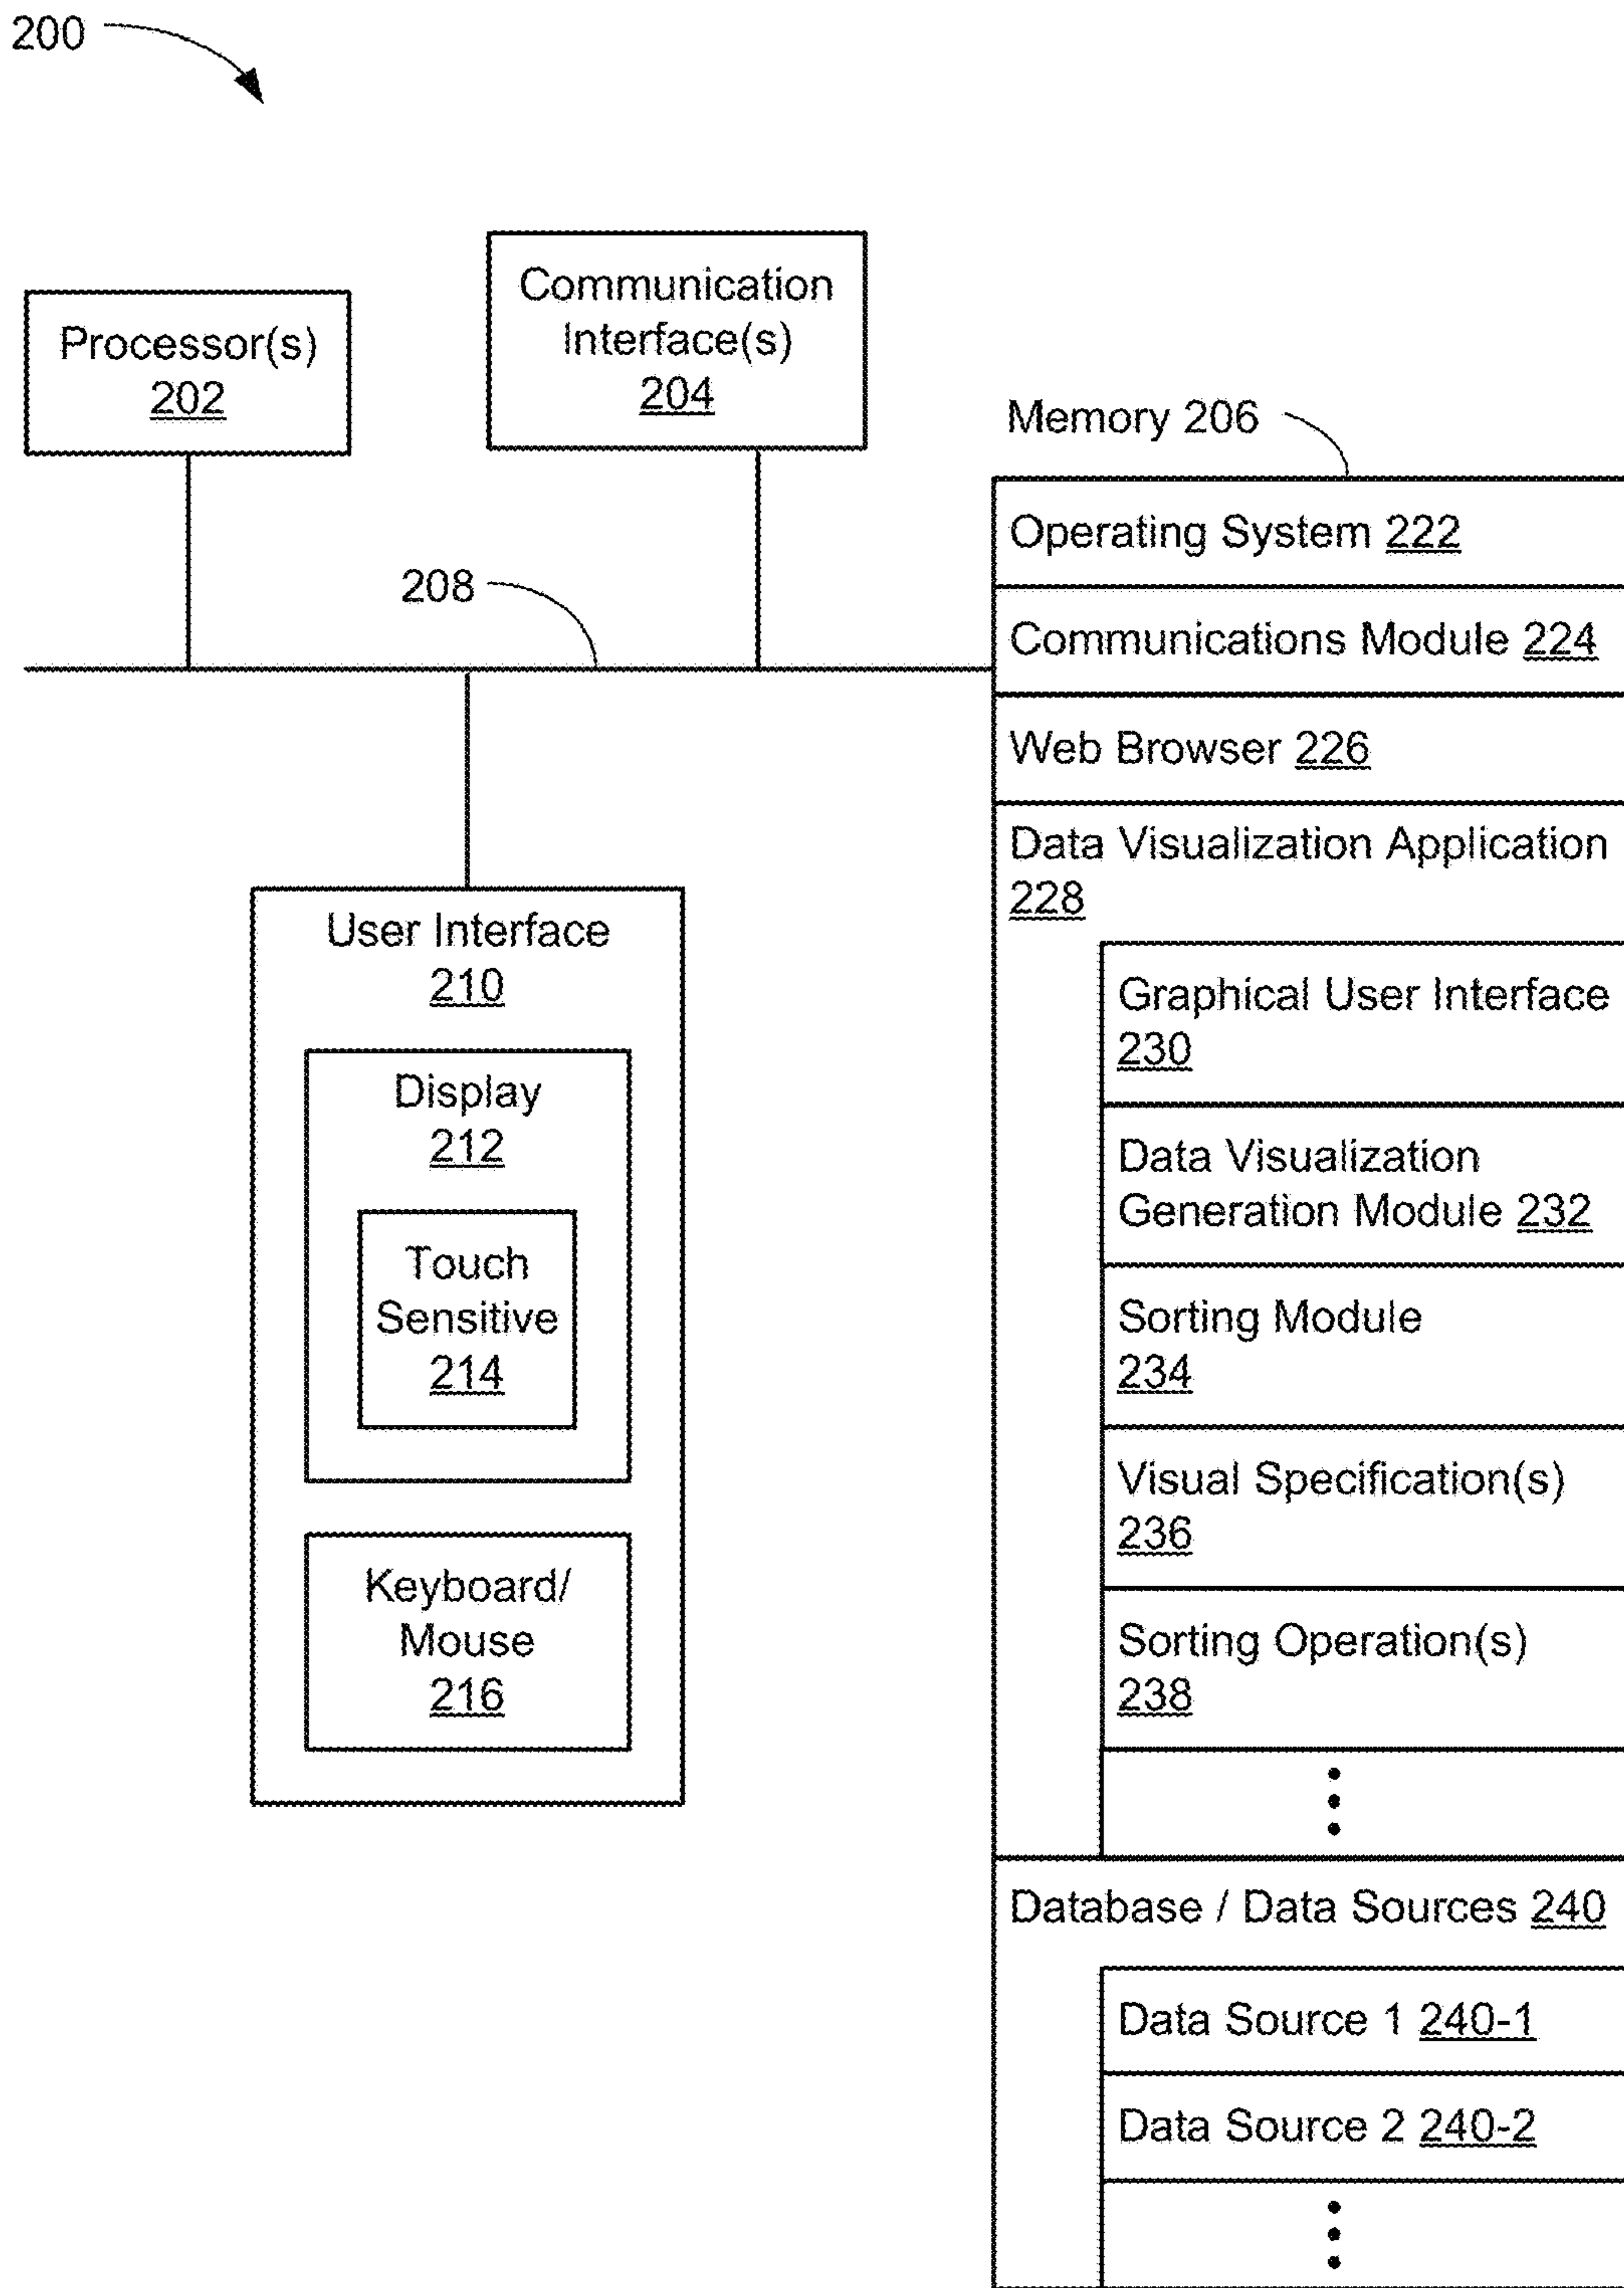 200
Processor(s)
202
Communication
Interface(s)
204
Memory 206
208
Operating System 222
Communications Module 224
Web Browser 226
Data Visualization Application
228
Graphical User Interface
230
Data Visualization
Generation Module 232
Sorting Module
234
Visual Specification(s)
236
Sorting Operation(s)
238
Database / Data Sources 240
Data Source 1 240-1
Data Source 2 240-2
User Interface
210
Display
212
Touch
Sensitive
214
Keyboard/
Mouse
216